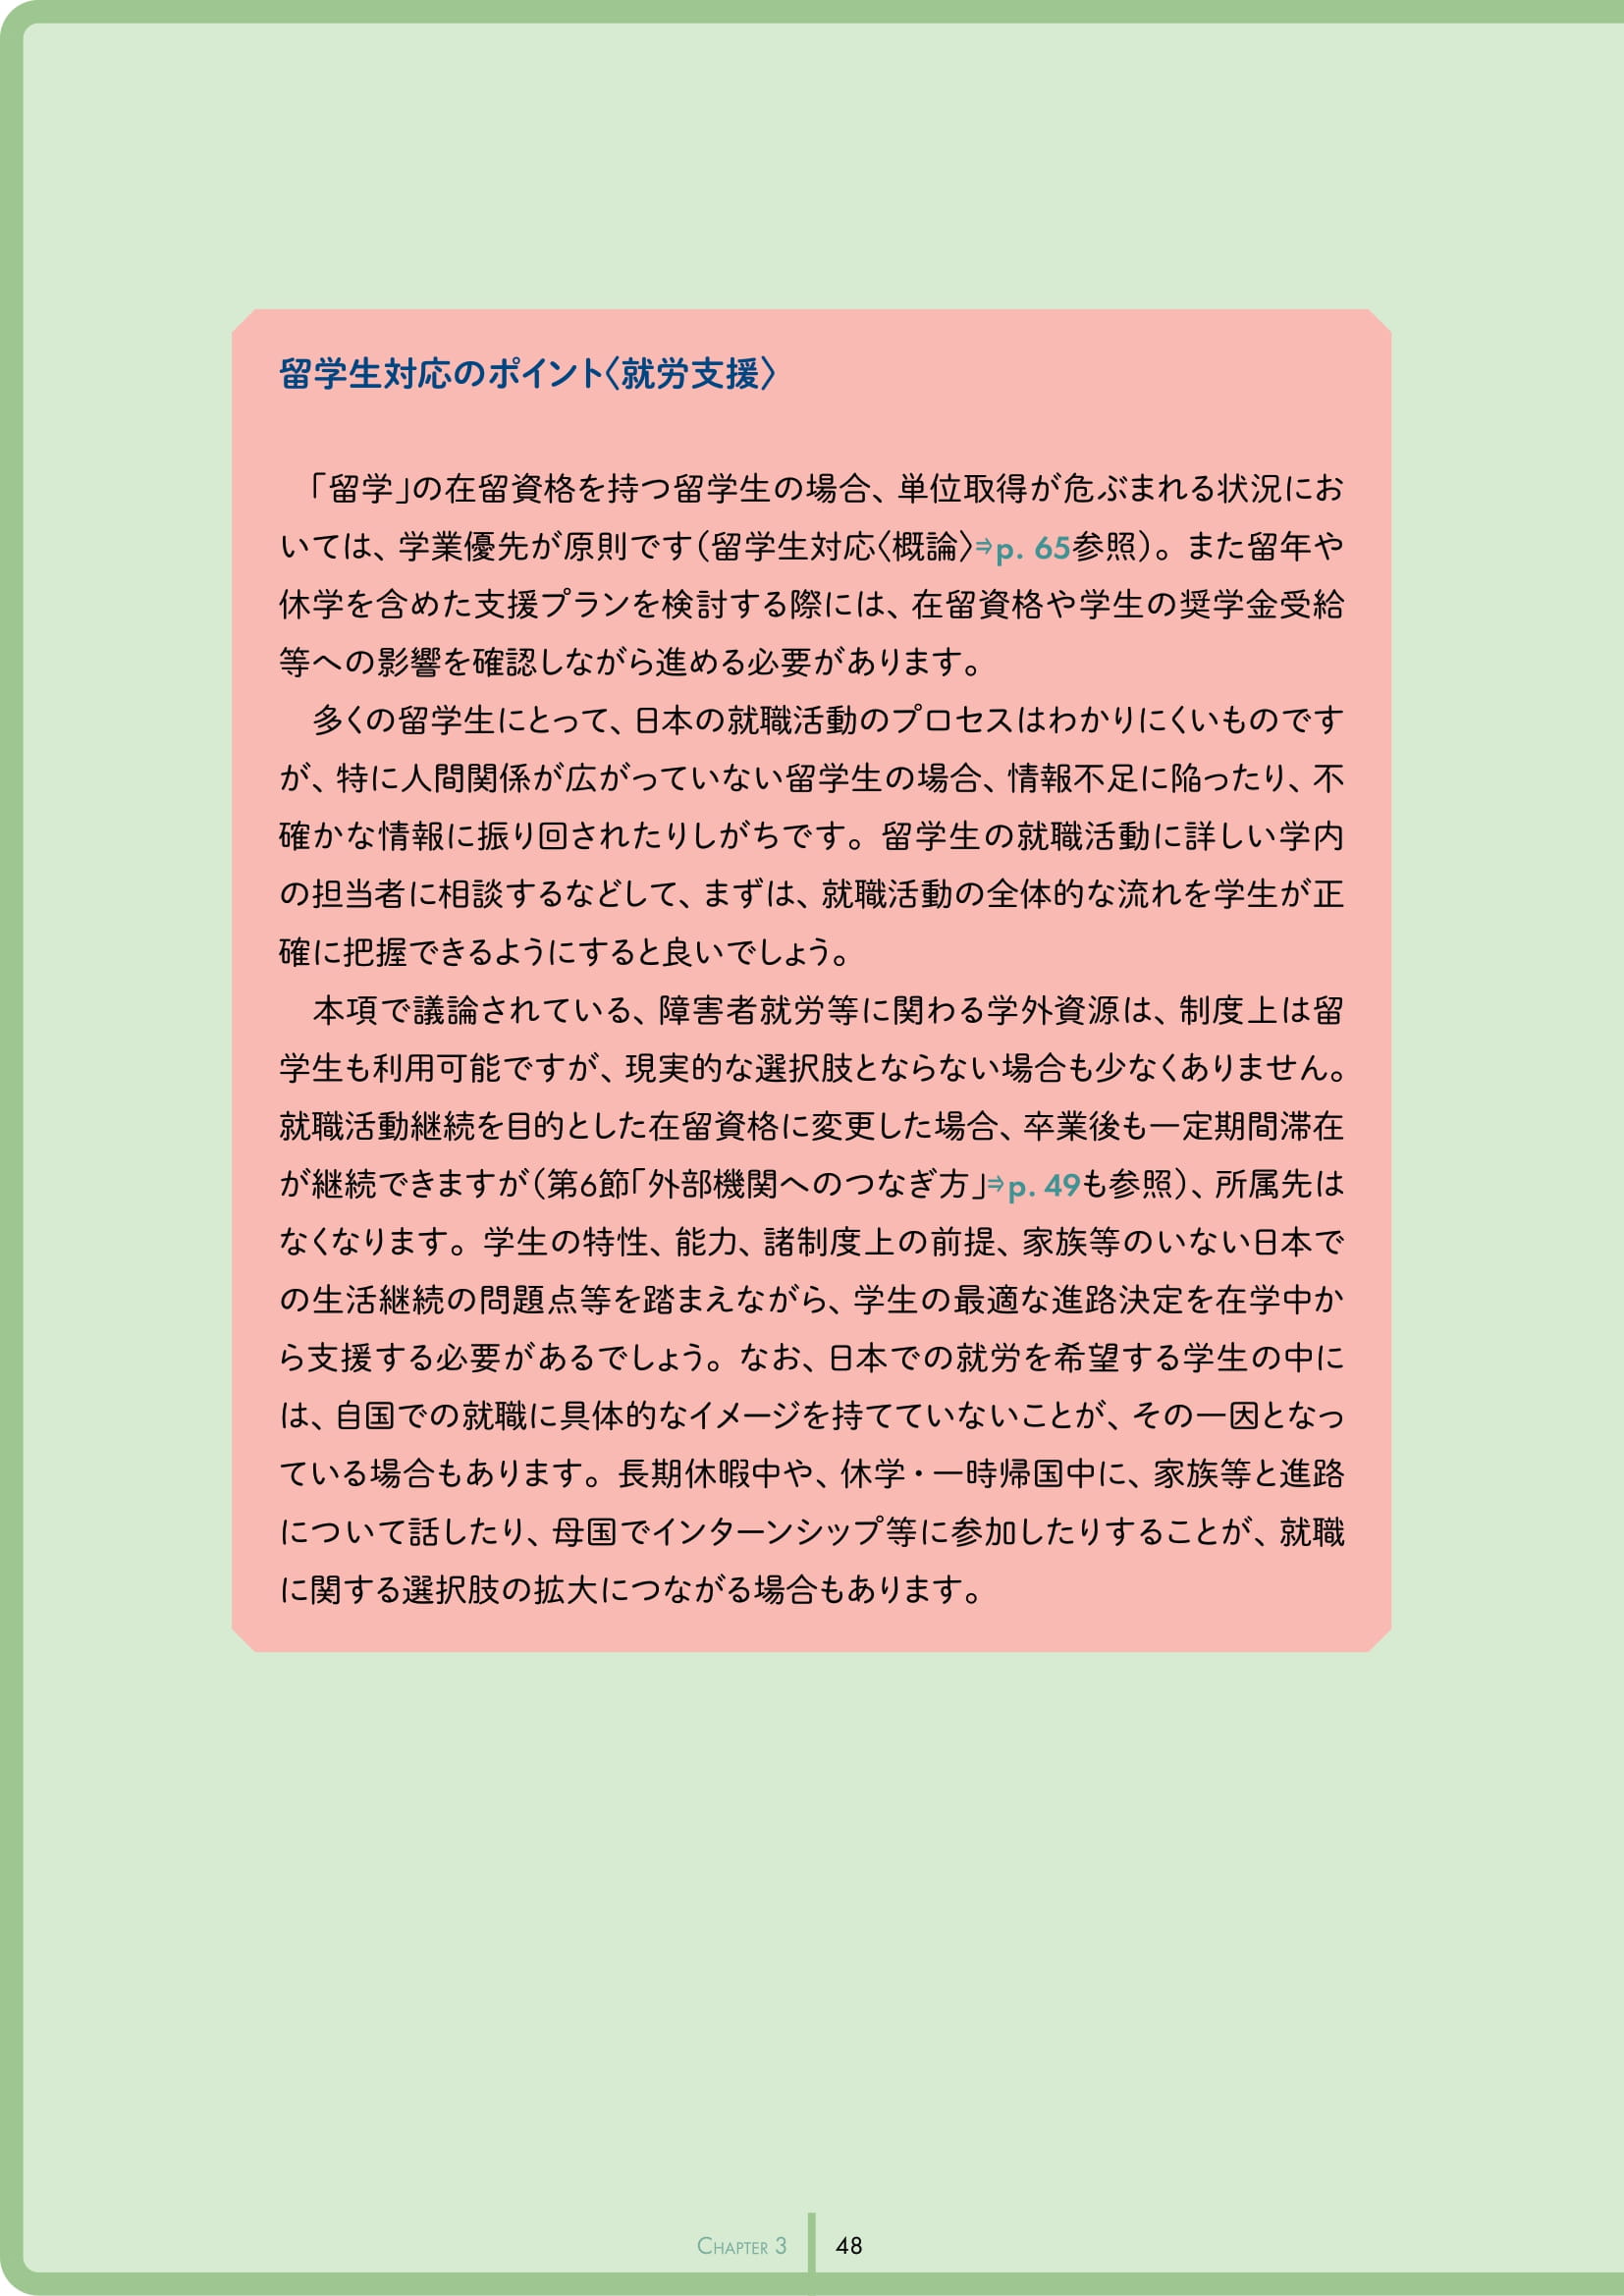 留学生対応のポイント〈就労支援〉
「留学」の在留資格を持つ留学生の場合、単位取得が危ぶまれる状況にお
いては、学業優先が原則です（留学生対応〈概論〉⇒p. 65参照）。また留年や
休学を含めた支援プランを検討する際には、在留資格や学生の奨学金受給
等への影響を確認しながら進める必要があります。
多くの留学生にとって、日本の就職活動のプロセスはわかりにくいものです
が、特に人間関係が広がっていない留学生の場合、情報不足に陥ったり、不
確かな情報に振り回されたりしがちです。留学生の就職活動に詳しい学内
の担当者に相談するなどして、まずは、就職活動の全体的な流れを学生が正
確に把握できるようにすると良いでしょう。
本項で議論されている、障害者就労等に関わる学外資源は、制度上は留
学生も利用可能ですが、現実的な選択肢とならない場合も少なくありません。
就職活動継続を目的とした在留資格に変更した場合、卒業後も一定期間滞在
が継続できますが（第6節「外部機関へのつなぎ方」⇒p. 49も参照）、所属先は
なくなります。学生の特性、能力、諸制度上の前提、家族等のいない日本で
の生活継続の問題点等を踏まえながら、学生の最適な進路決定を在学中か
ら支援する必要があるでしょう。なお、日本での就労を希望する学生の中に
は、自国での就職に具体的なイメージを持てていないことが、その一因となっ
ている場合もあります。長期休暇中や、休学・一時帰国中に、家族等と進路
について話したり、母国でインターンシップ等に参加したりすることが、就職
に関する選択肢の拡大につながる場合もあります。
Chapter 3
48